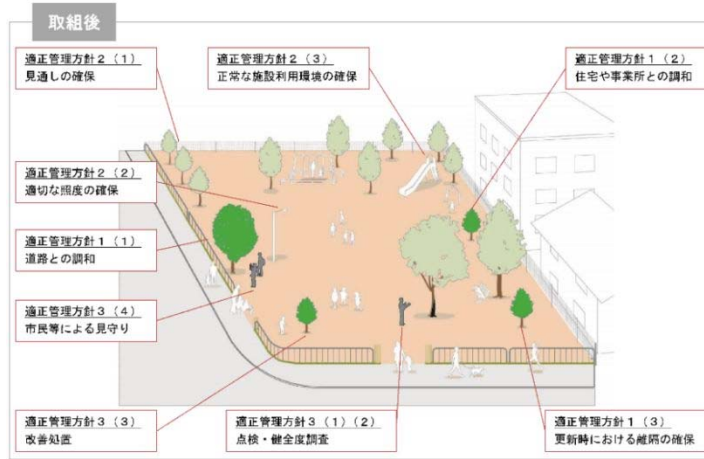 取組後
適正管理方針2（1）
見通しの確保
適正管理方針2（3）
正常な施設利用環境の確保
適正管理方針1（2）
住宅や事業所との調和
適正管理方針2（2）
適切な照度の確保
適正管理方針1（1）
道路との調和
適正管理方針3（4）
市民等による見守り
適正管理方針3（3）
改善処置
適正管理方針3（1）（2）
点検・健全度調査
適正管理方針1（3）
更新時における離隔の確保